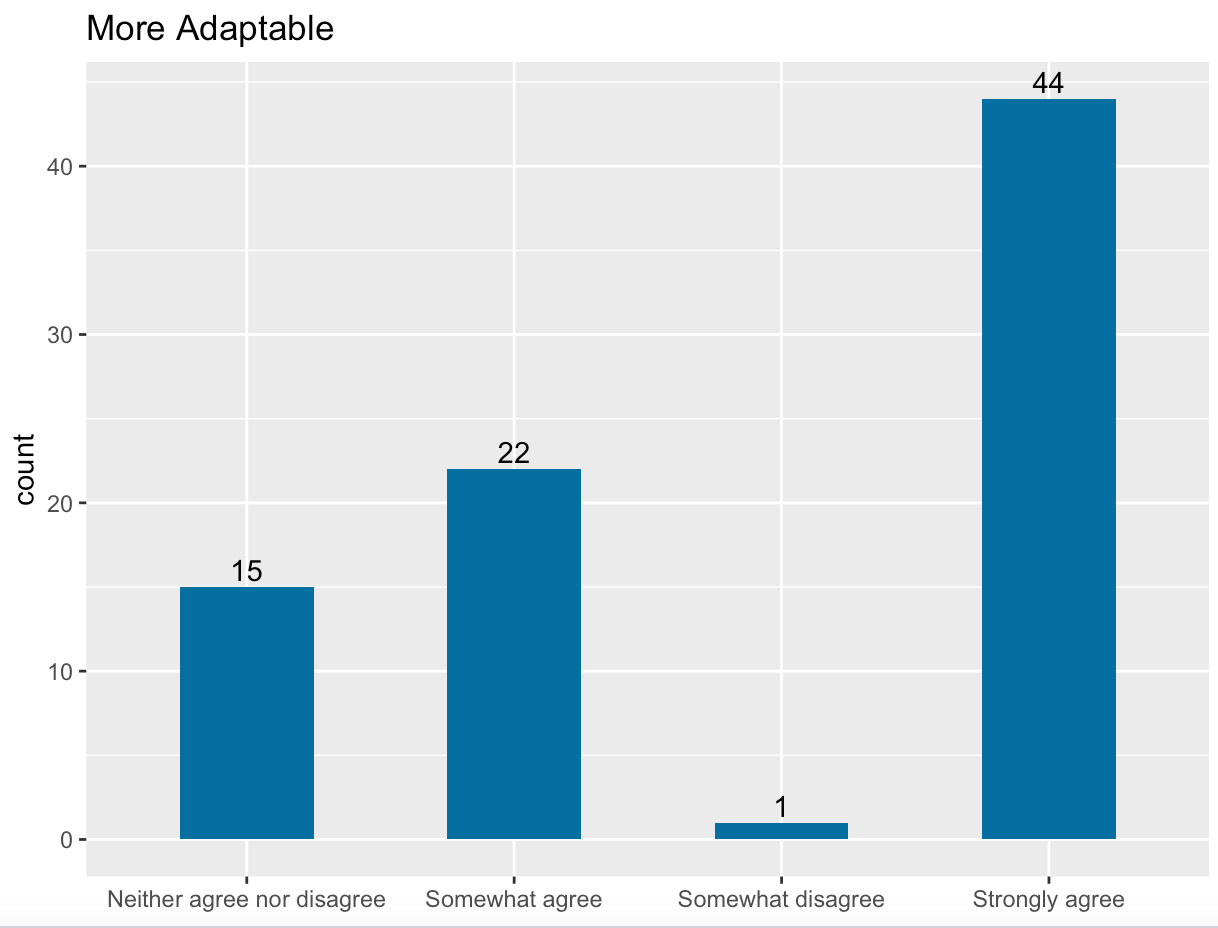 More Adaptable
44
40
30
count
22
20
15
10
1
0
Neither agree nor disagree
Somewhat agree
Somewhat disagree
Strongly agree